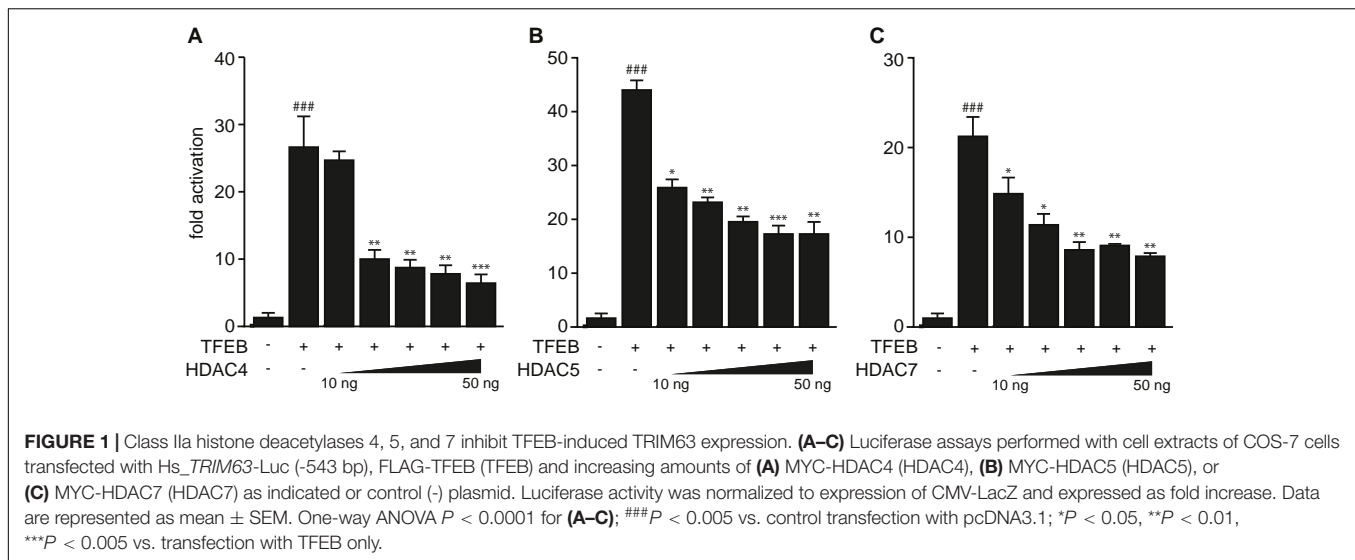 A
B
C
fold activation
40
30
20
10
0
###
**
**
**
***
TFEB - + + + + + +
HDAC4 - -
10 ng 50 ng
50
40
30
20
10
0
###
*
**
**
***
**
TFEB - + + + + + +
HDAC5 - -
10 ng 50 ng
30
20
10
0
###
*
*
**
**
**
TFEB - + + + + + +
HDAC7 - -
10 ng 50 ng
FIGURE 1 | Class IIa histone deacetylases 4, 5, and 7 inhibit TFEB-induced TRIM63 expression. (A–C) Luciferase assays performed with cell extracts of COS-7 cells
transfected with Hs_TRIM63-Luc (-543 bp), FLAG-TFEB (TFEB) and increasing amounts of (A) MYC-HDAC4 (HDAC4), (B) MYC-HDAC5 (HDAC5), or
(C) MYC-HDAC7 (HDAC7) as indicated or control (-) plasmid. Luciferase activity was normalized to expression of CMV-LacZ and expressed as fold increase. Data
are represented as mean ± SEM. One-way ANOVA P < 0.0001 for (A–C); ###P < 0.005 vs. control transfection with pcDNA3.1; *P < 0.05, **P < 0.01,
***P < 0.005 vs. transfection with TFEB only.